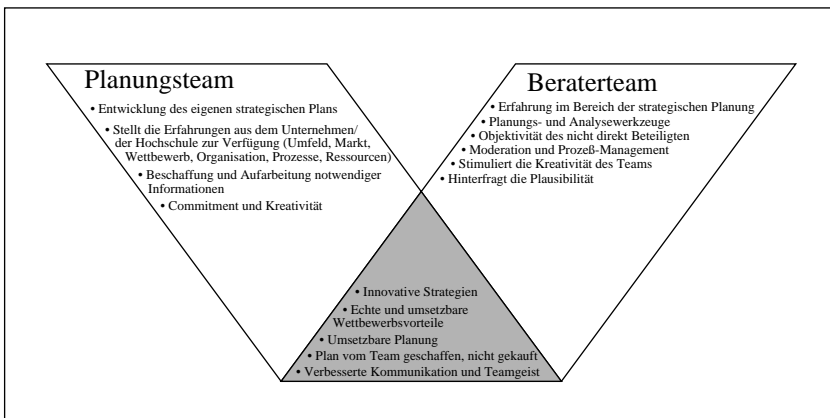 Planungsteam
• Entwicklung des eigenen strategischen Plans
• Stellt die Erfahrungen aus dem Unternehmen/
der Hochschule zur Verfügung (Umfeld, Markt,
Wettbewerb, Organisation, Prozesse, Ressourcen)
• Beschaffung und Aufarbeitung notwendiger
Informationen
• Commitment und Kreativität
Beraterteam
• Erfahrung im Bereich der strategischen Planung
• Planungs- und Analysewerkzeuge
• Objektivität des nicht direkt Beteiligten
• Moderation und Prozeß-Management
• Stimuliert die Kreativität des Teams
• Hinterfragt die Plausibilität
• Innovative Strategien
• Echte und umsetzbare
Wettbewerbsvorteile
• Umsetzbare Planung
• Plan vom Team geschaffen, nicht gekauft
• Verbesserte Kommunikation und Teamgeist